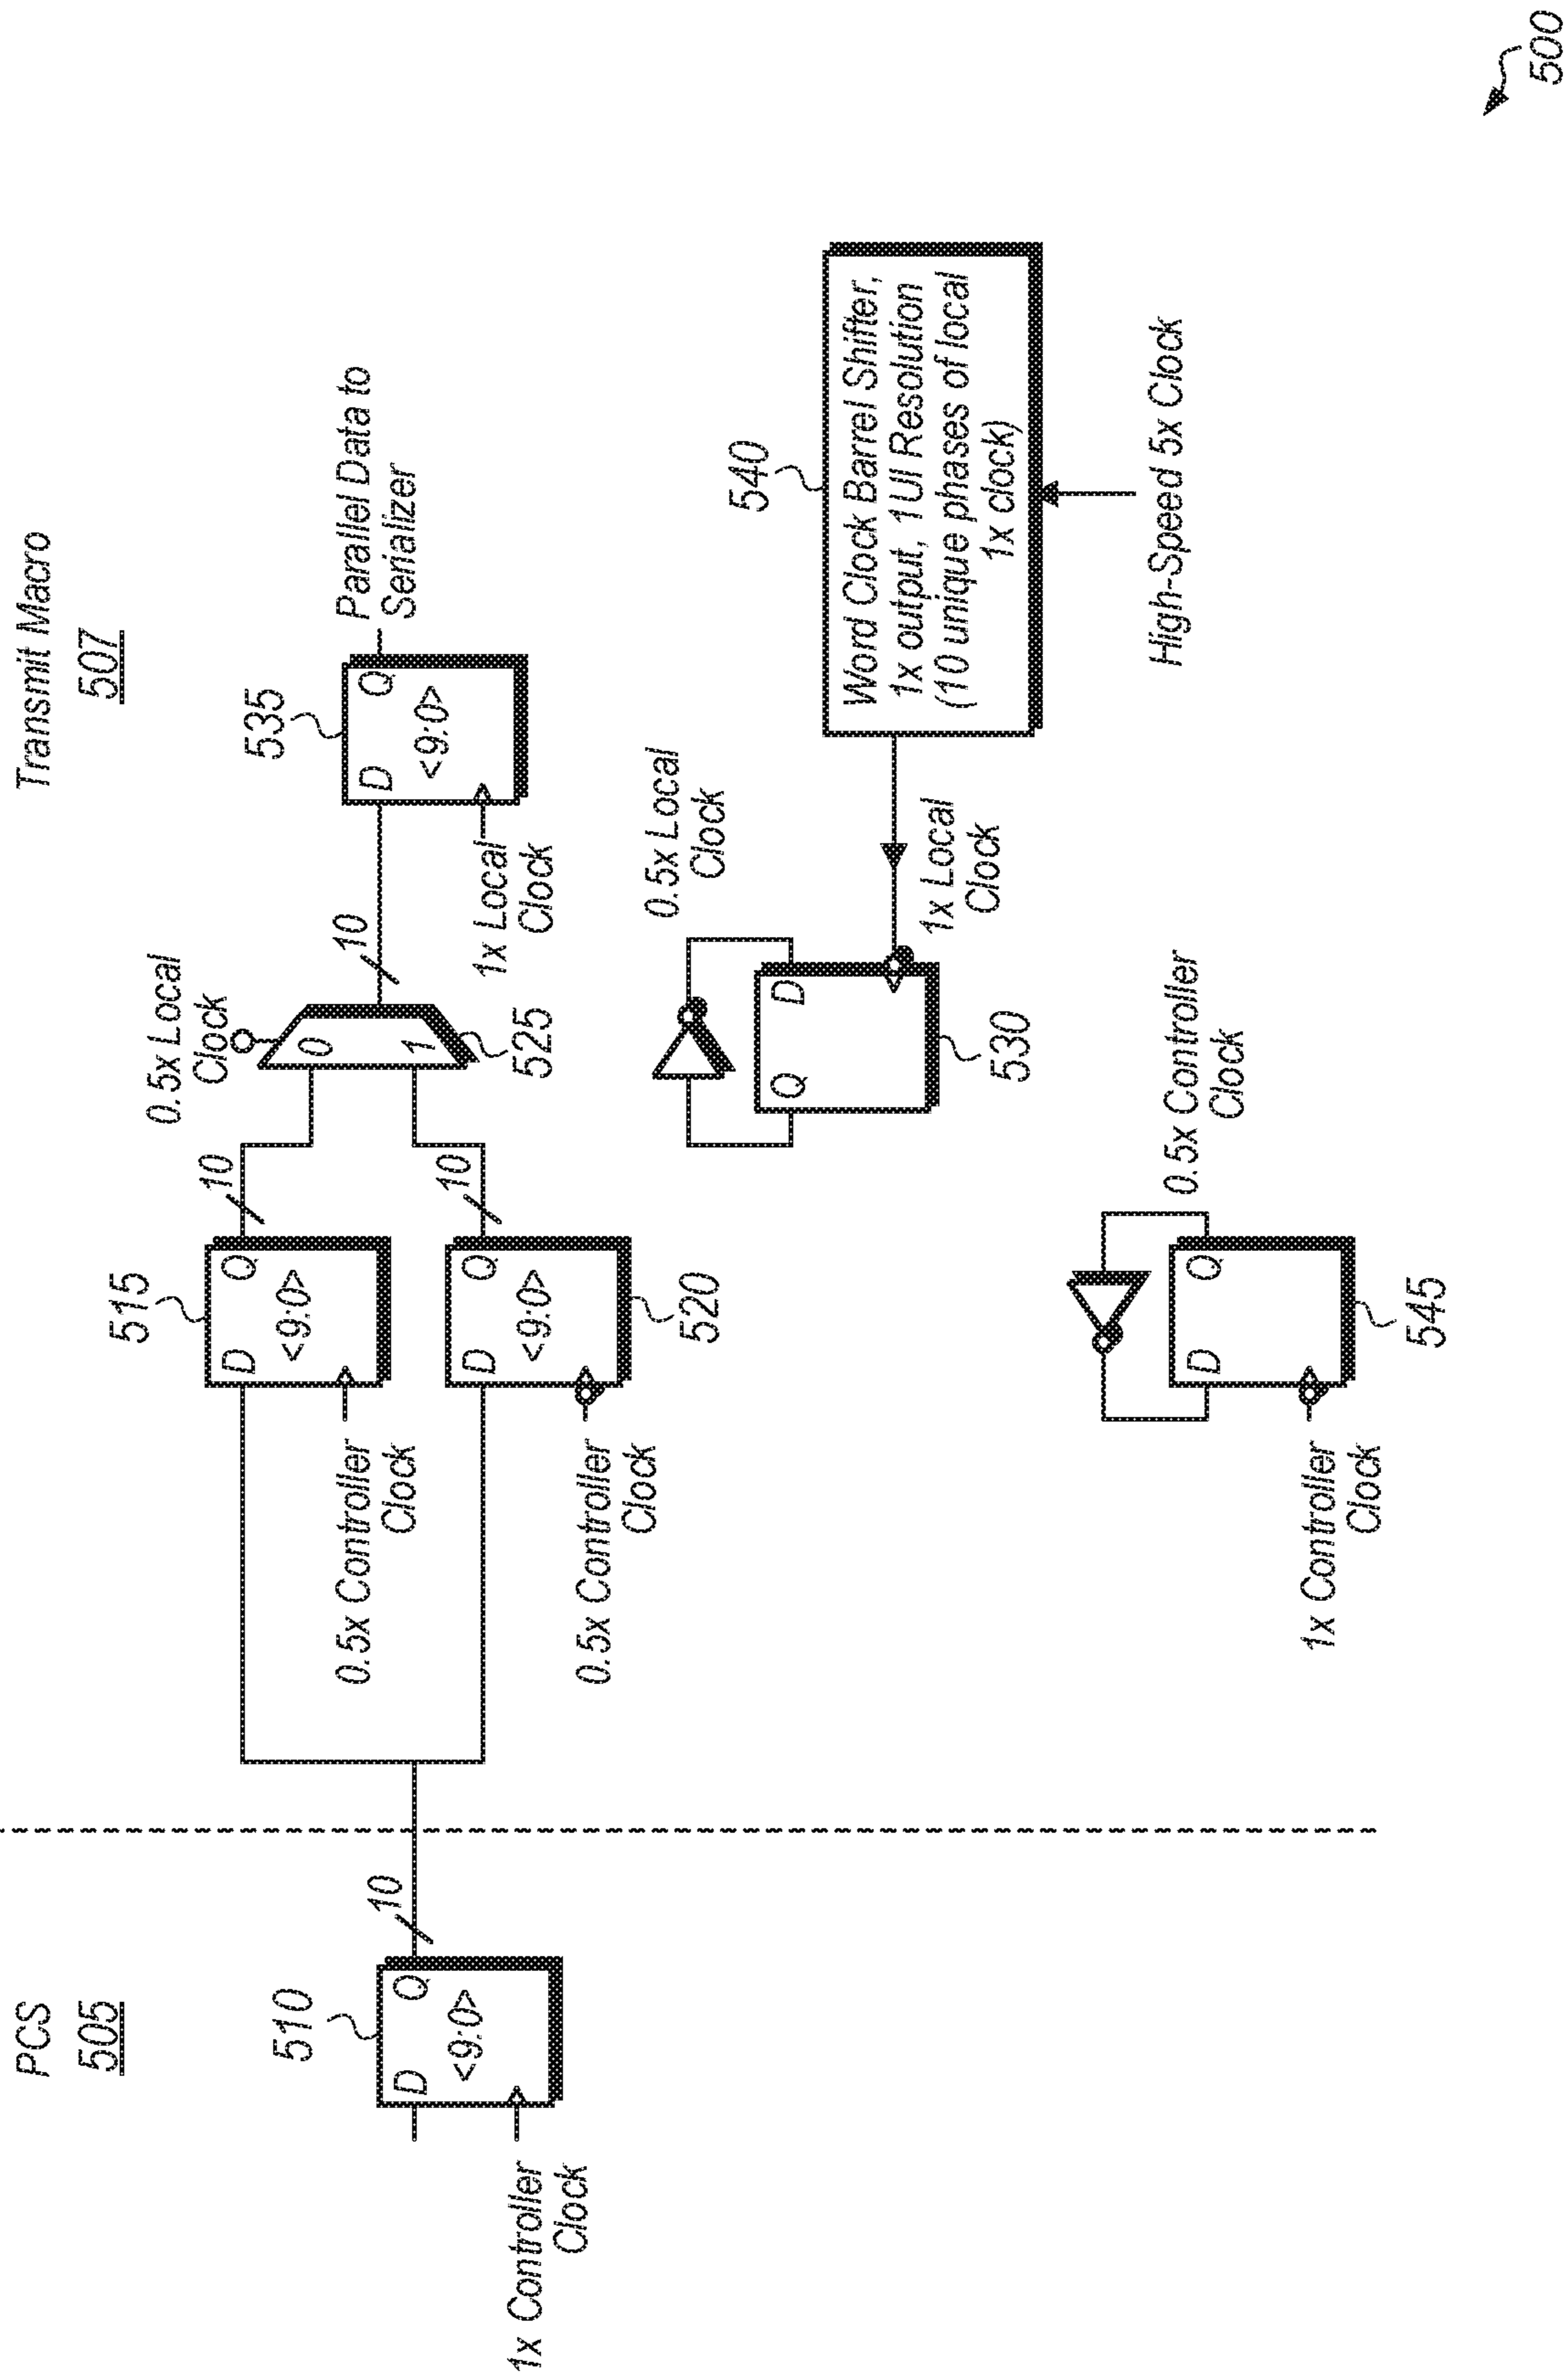 PCS
505
Transmit Macro
507
510
D
Q
<9:0>
10
1x Controller
Clock
515
D
Q
<9:0>
10
0.5x Controller
Clock
D
Q
<9:0>
520
10
0.5x Controller
Clock
0.5x Local
Clock
0
1
525
10
535
D
Q
<9:0>
1x Local
Clock
Parallel Data to
Serializer
0.5x Local
Clock
Q
D
530
1x Local
Clock
540
Word Clock Barrel Shifter,
1x output, 1UI Resolution
(10 unique phases of local
1x clock)
High-Speed 5x Clock
0.5x Controller
Clock
D
Q
545
1x Controller
Clock
500